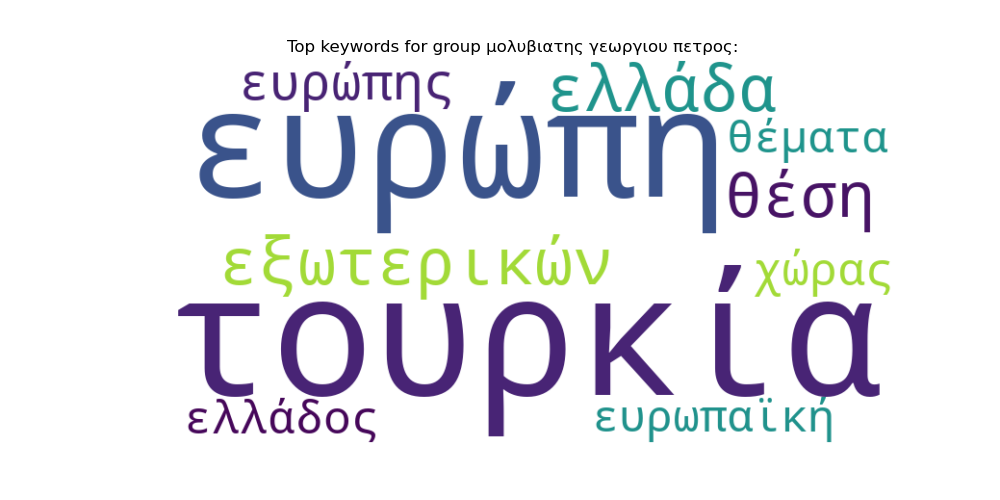 Top keywords for group μολυβιατης γεωργιου πετρος:
ευρώπης
ελλάδα
ευρώπη
θέματα
θέση
εξωτερικών
χώρας
τουρκία
ελλάδος
ευρωπαϊκή